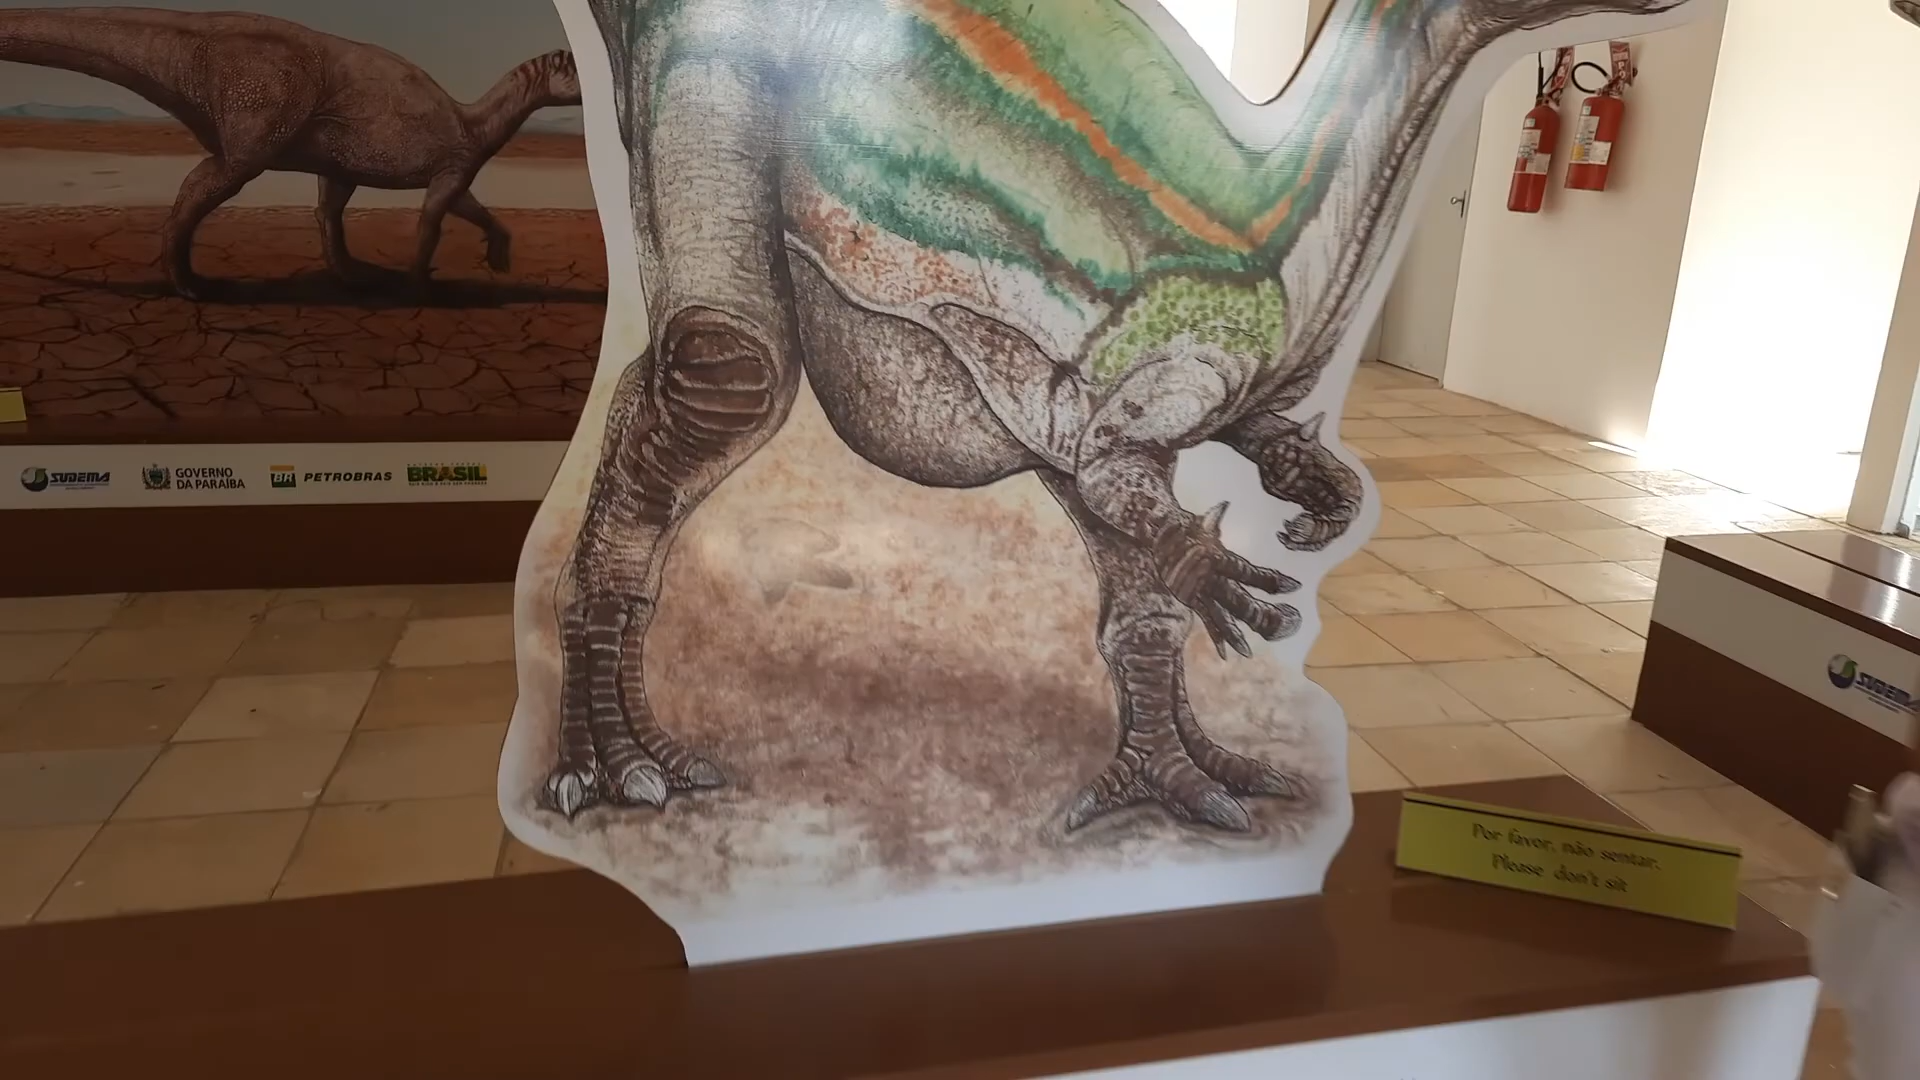 SUDEMA
GOVERNO
DA PARAÍBA
BR PETROBRAS
BRASIL
SUDEMA
Por favor, não sentar.
Please don't sit